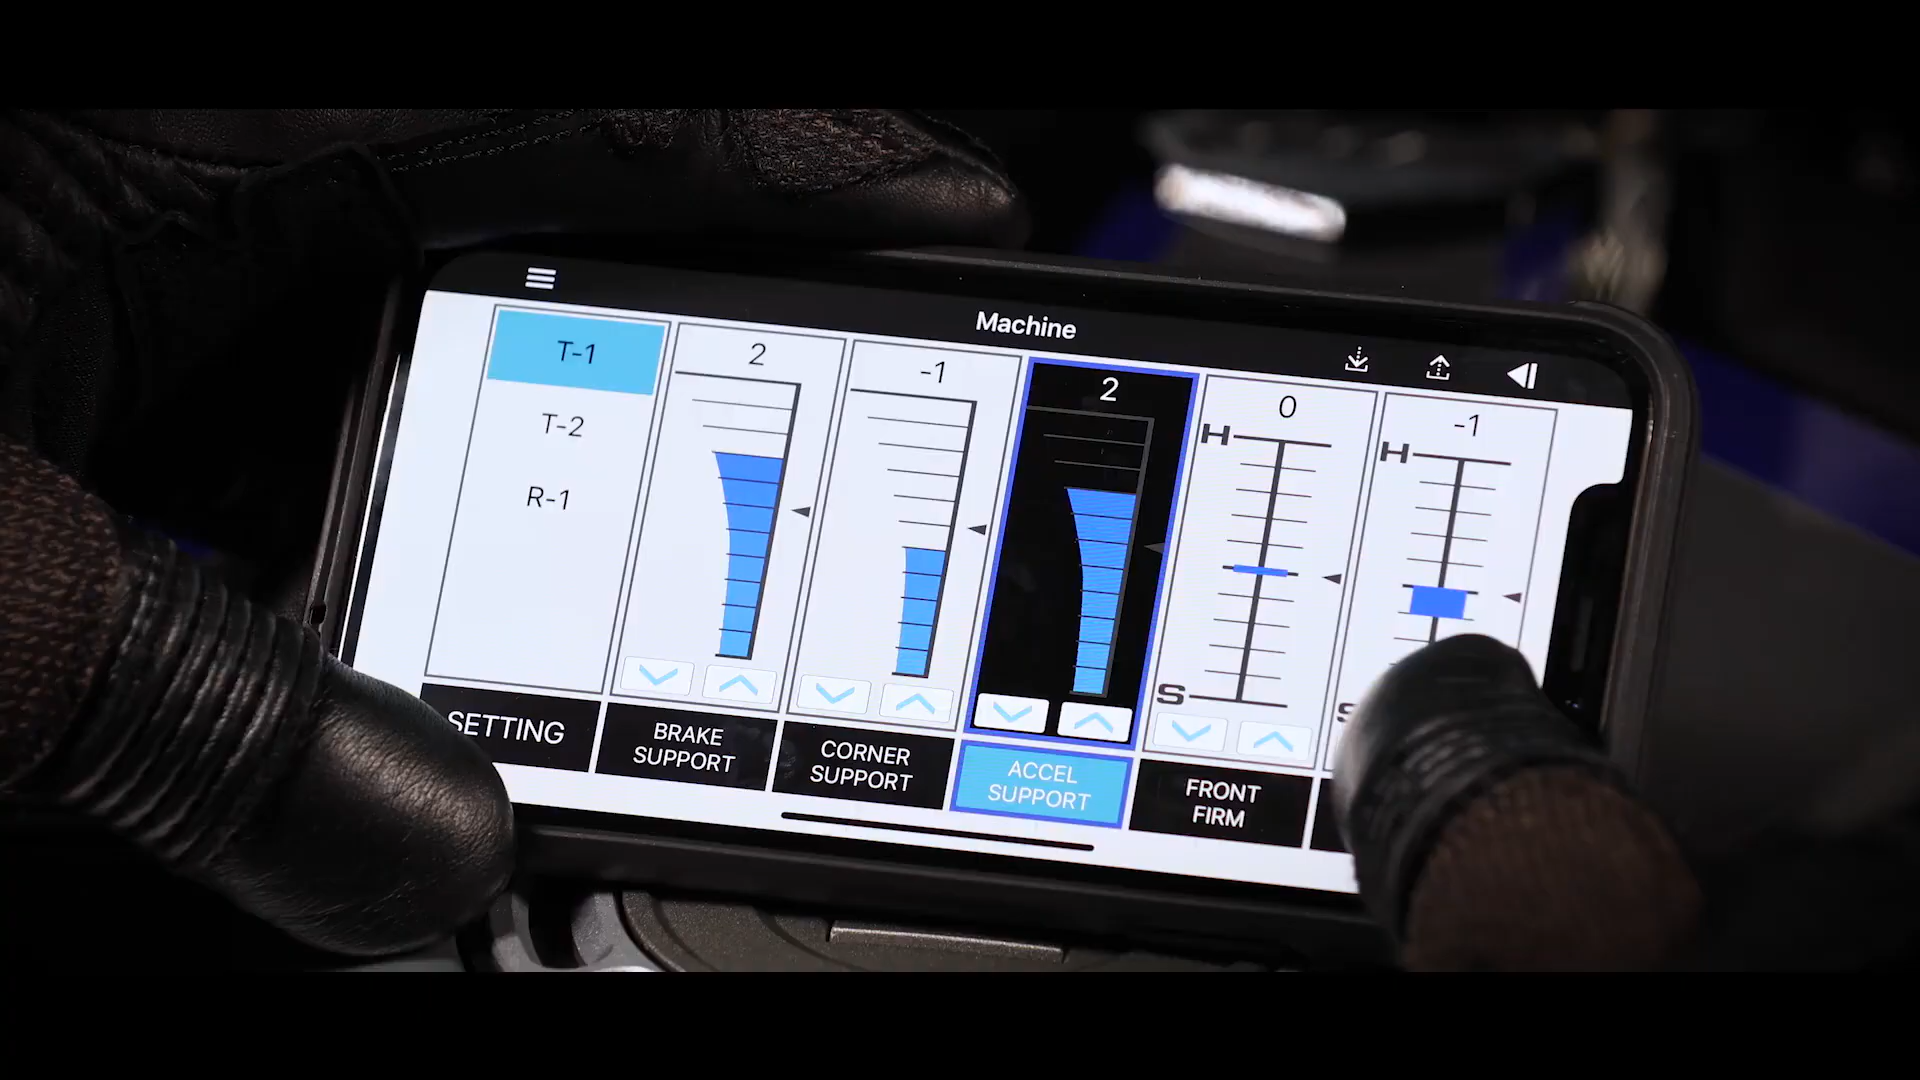 Machine
T-1
T-2
R-1
SETTING
2
BRAKE
SUPPORT
-1
CORNER
SUPPORT
2
ACCEL
SUPPORT
0
H
S
FRONT
FIRM
-1
H
S